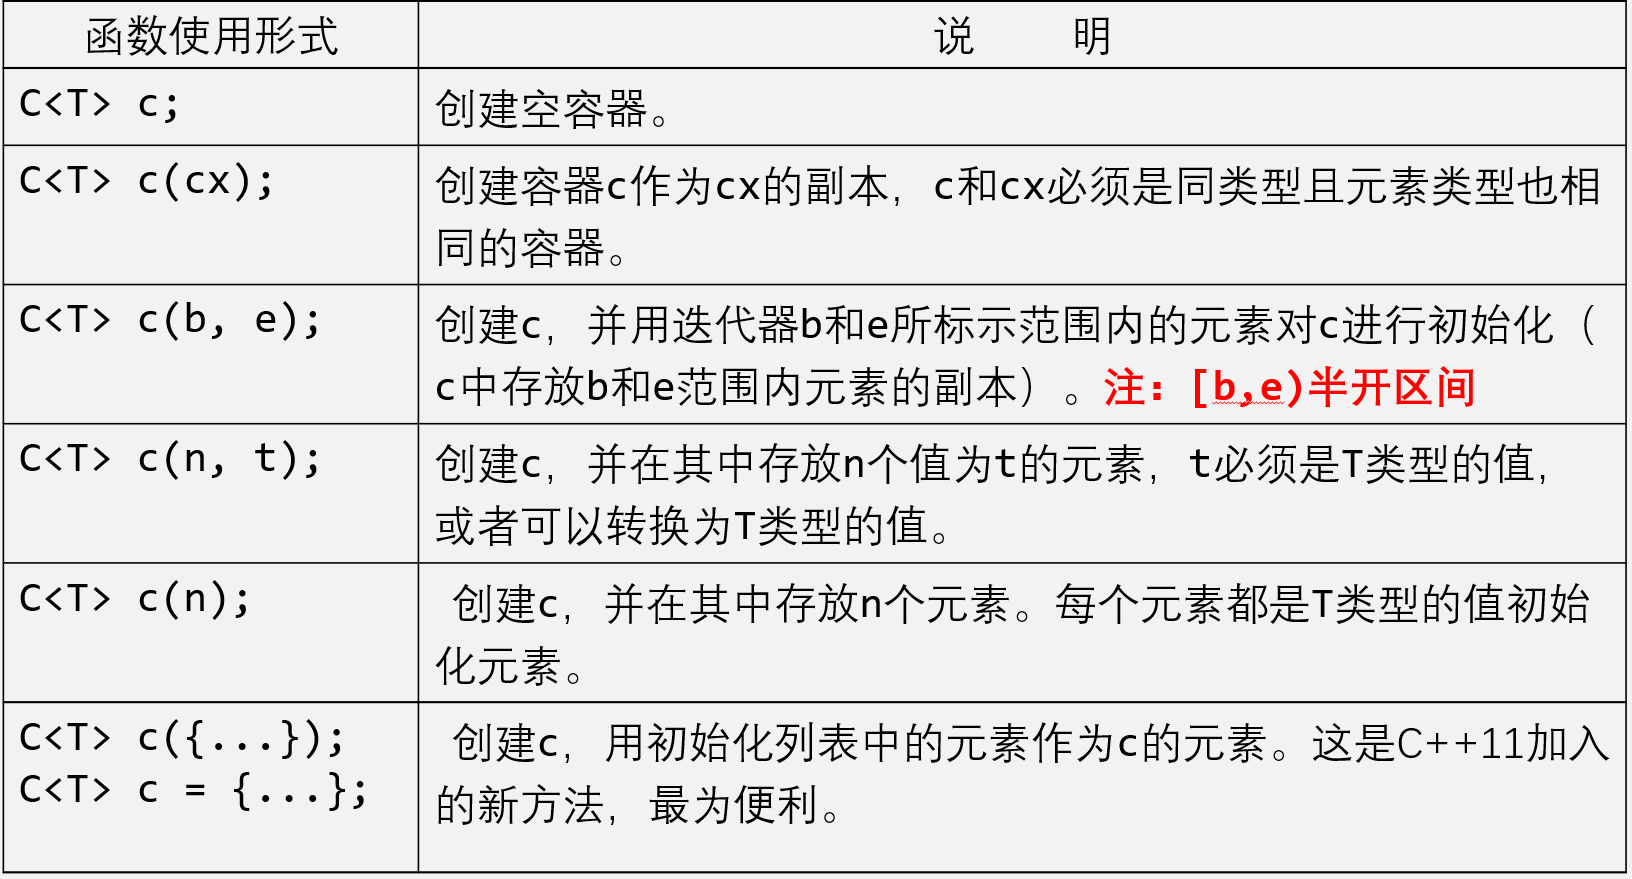 函数使用形式
说 明
C<T> c;
创建空容器。
C<T> c(cx);
创建容器c作为cx的副本，c和cx必须是同类型且元素类型也相
同的容器。
C<T> c(b, e);
创建c，并用迭代器b和e所标示范围内的元素对c进行初始化（
c中存放b和e范围内元素的副本）。注：[b,e)半开区间
C<T> c(n, t);
创建c，并在其中存放n个值为t的元素，t必须是T类型的值，
或者可以转换为T类型的值。
C<T> c(n);
创建c，并在其中存放n个元素。每个元素都是T类型的值初始
化元素。
C<T> c({...});
C<T> c = {...};
创建c，用初始化列表中的元素作为c的元素。这是C++11加入
的新方法，最为便利。